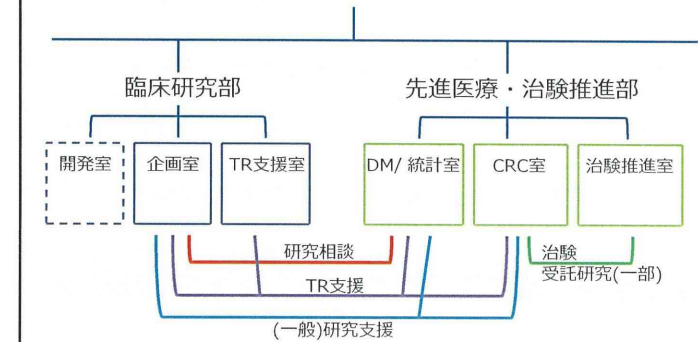 臨床研究部
先進医療・治験推進部
開発室
企画室
TR支援室
DM/ 統計室
CRC室
治験推進室
研究相談
治験
受託研究(一部)
TR支援
(一般)研究支援